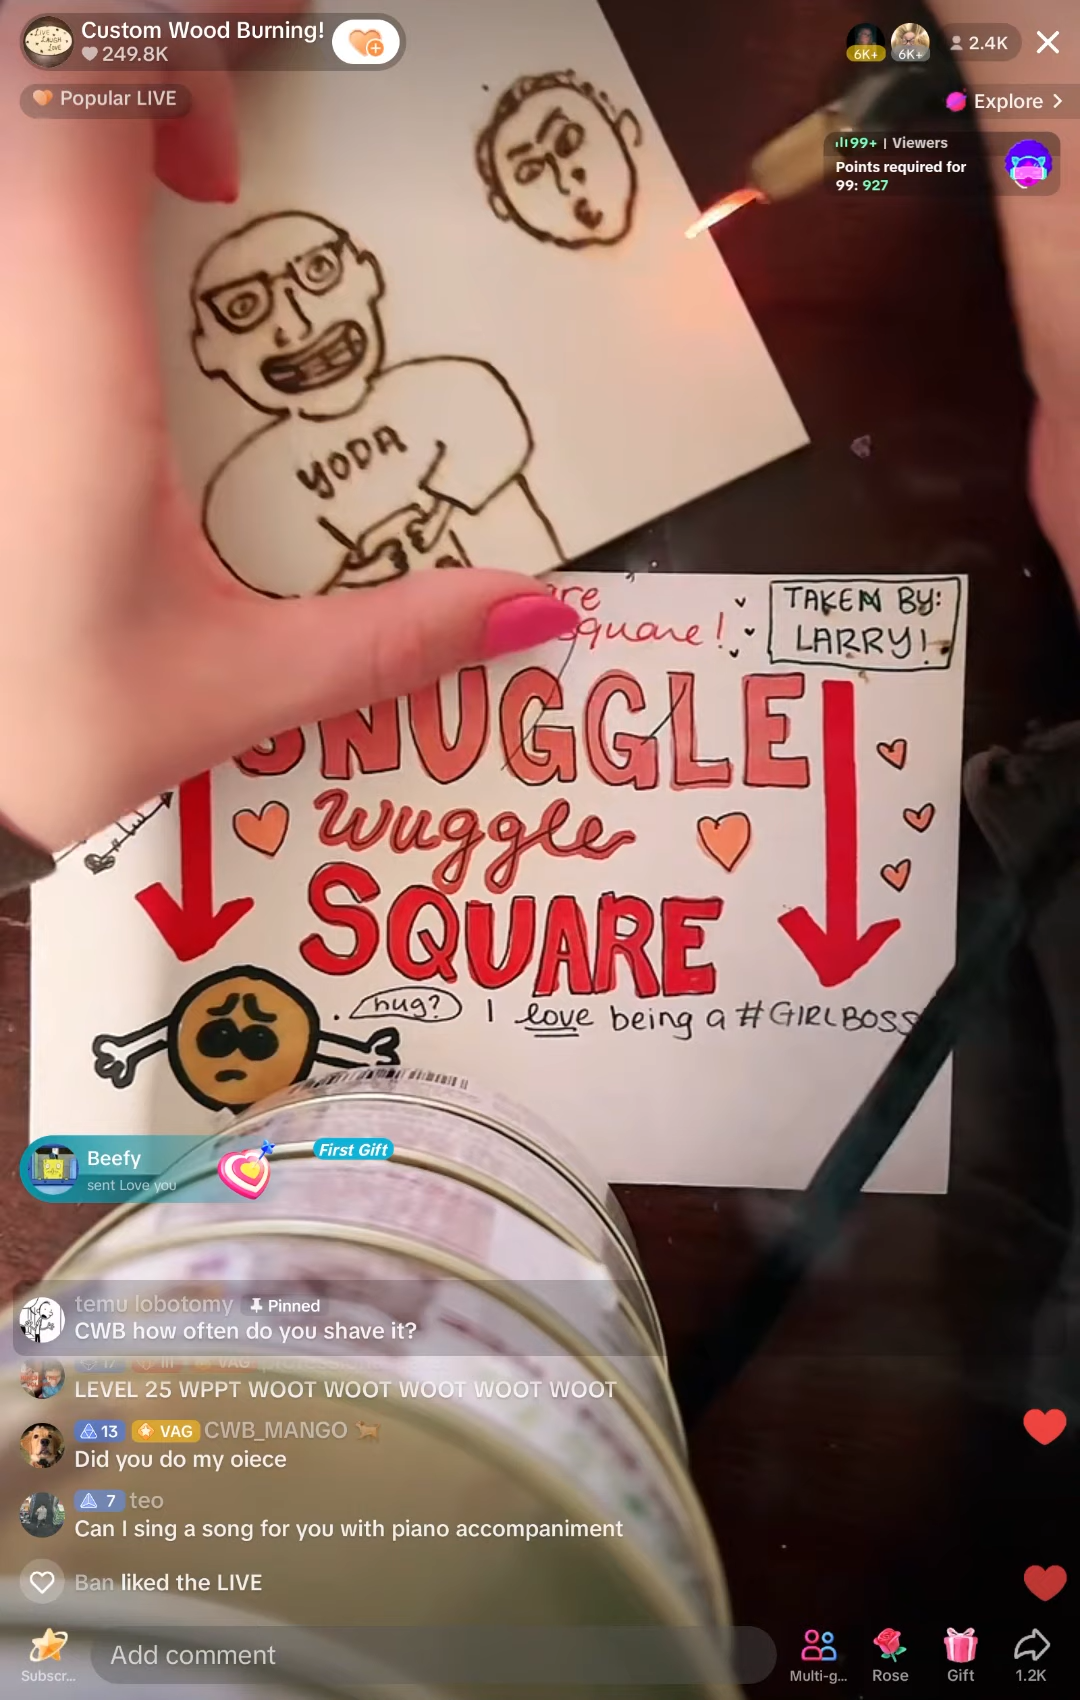 Custom Wood Burning!
249.8K
6K+
6K+
2.4K
Popular LIVE
Explore >
99+ | Viewers
Points required for
99: 927
YODA
square!
TAKEN BY:
LARRY!
SNUGGLE
wuggle
SQUARE
hug? I love being a #GIRLBOSS
Beefy
sent Love you
First Gift
temu lobotomy Pinned
CWB how often do you shave it?
LEVEL 25 WPPT WOOT WOOT WOOT WOOT WOOT
13 VAG CWB_MANGO
Did you do my oiece
7 teo
Can I sing a song for you with piano accompaniment
Ban liked the LIVE
Subscr...
Add comment
Multi-g...
Rose
Gift
1.2K